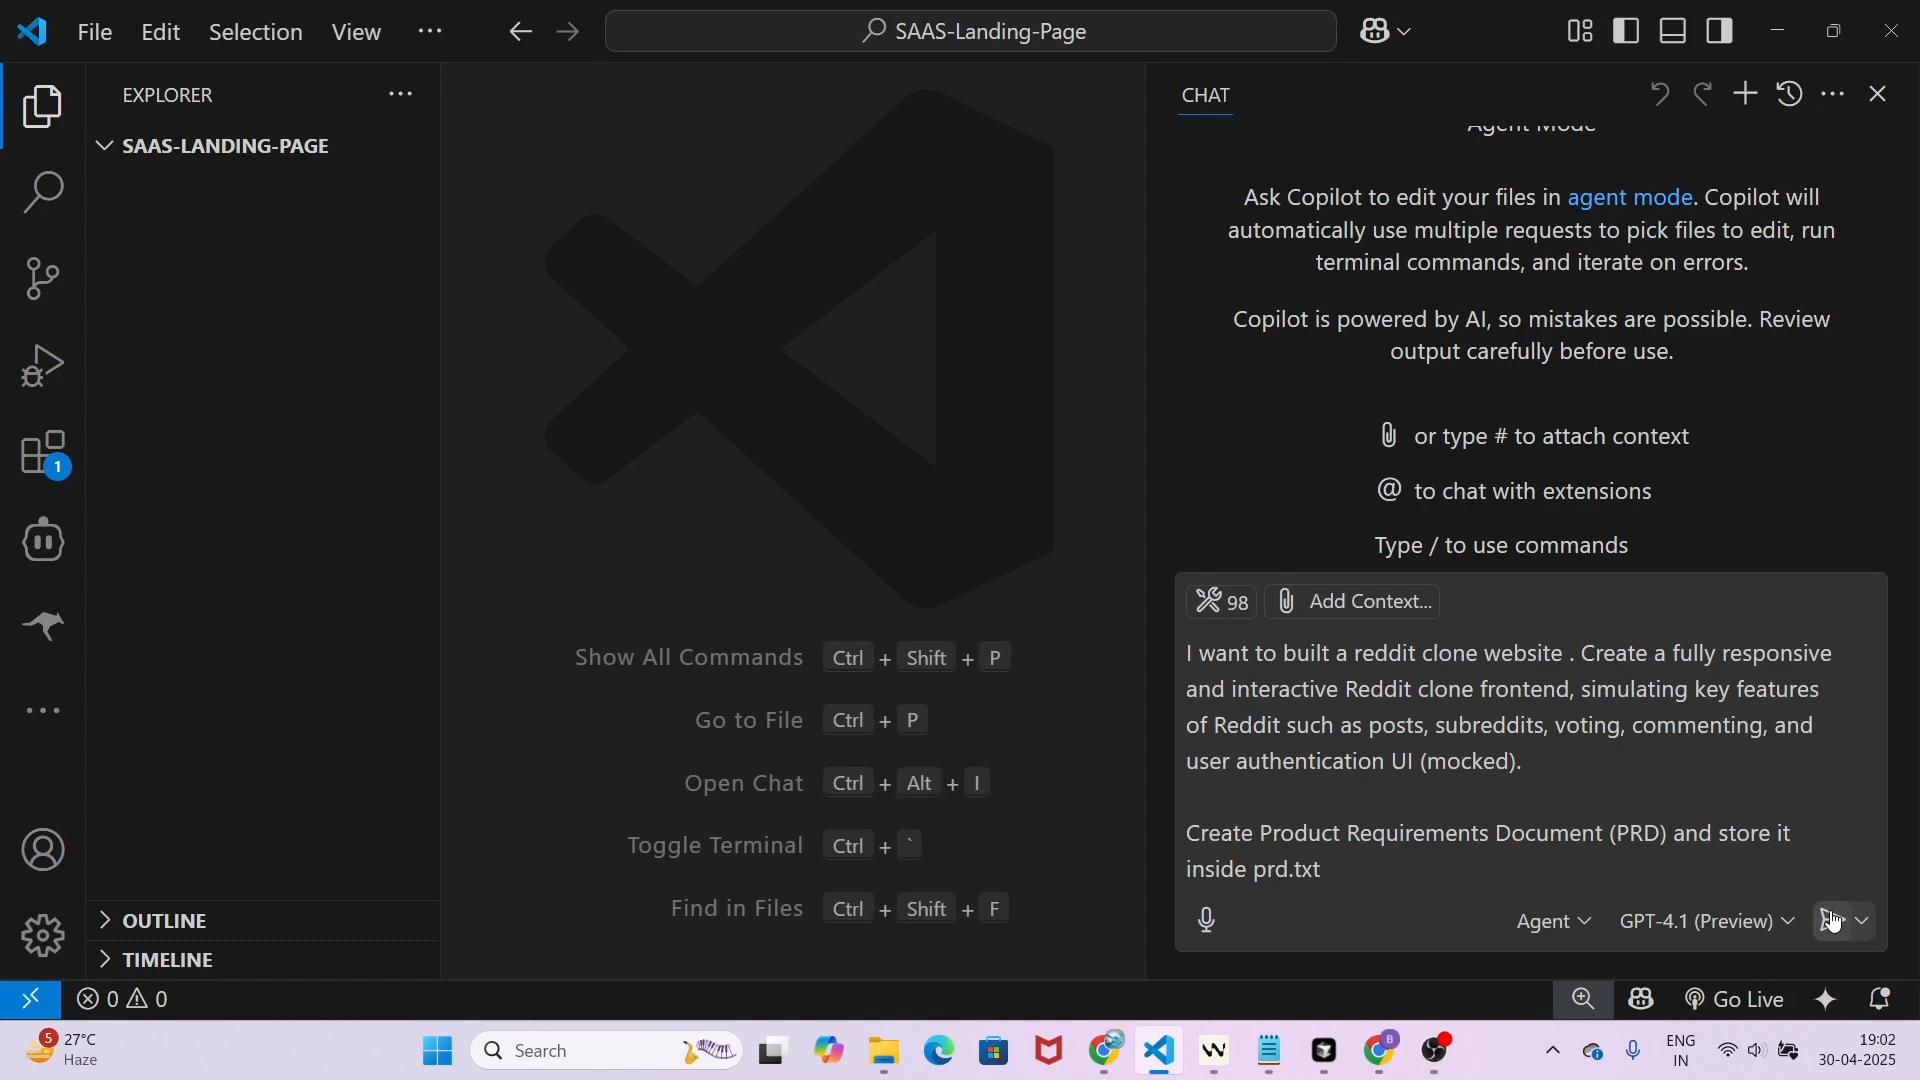 File Edit Selection View ... SAAS-Landing-Page
EXPLORER ...
SAAS-LANDING-PAGE
1
OUTLINE
TIMELINE
Show All Commands Ctrl + Shift + P
Go to File Ctrl + P
Open Chat Ctrl + Alt + I
Toggle Terminal Ctrl + `
Find in Files Ctrl + Shift + F
CHAT
Agent Mode
Ask Copilot to edit your files in agent mode. Copilot will
automatically use multiple requests to pick files to edit, run
terminal commands, and iterate on errors.
Copilot is powered by AI, so mistakes are possible. Review
output carefully before use.
or type # to attach context
@ to chat with extensions
Type / to use commands
98 Add Context...
I want to built a reddit clone website . Create a fully responsive
and interactive Reddit clone frontend, simulating key features
of Reddit such as posts, subreddits, voting, commenting, and
user authentication UI (mocked).
Create Product Requirements Document (PRD) and store it
inside prd.txt
Agent GPT-4.1 (Preview)
0 0 Go Live
5 27°C
Haze
Search
B
ENG
IN
19:02
30-04-2025